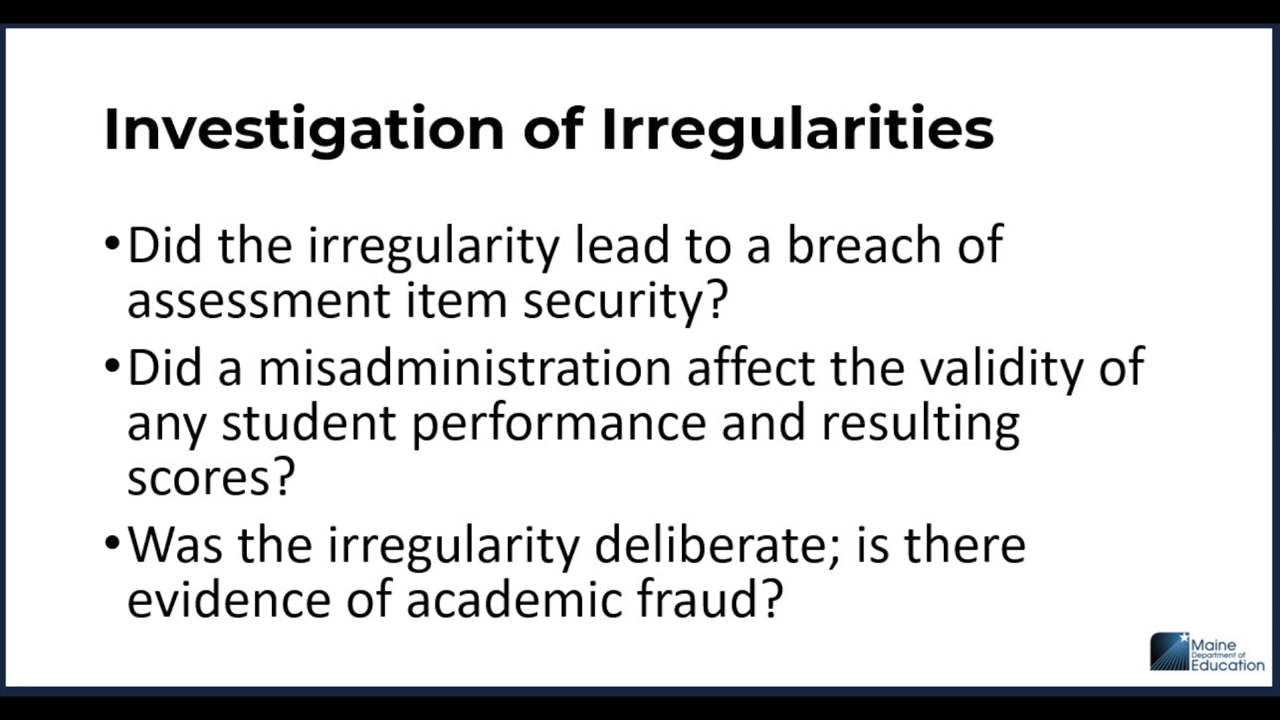 Investigation of Irregularities
•Did the irregularity lead to a breach of
assessment item security?
•Did a misadministration affect the validity of
any student performance and resulting
scores?
•Was the irregularity deliberate; is there
evidence of academic fraud?
Maine
Department of
Education